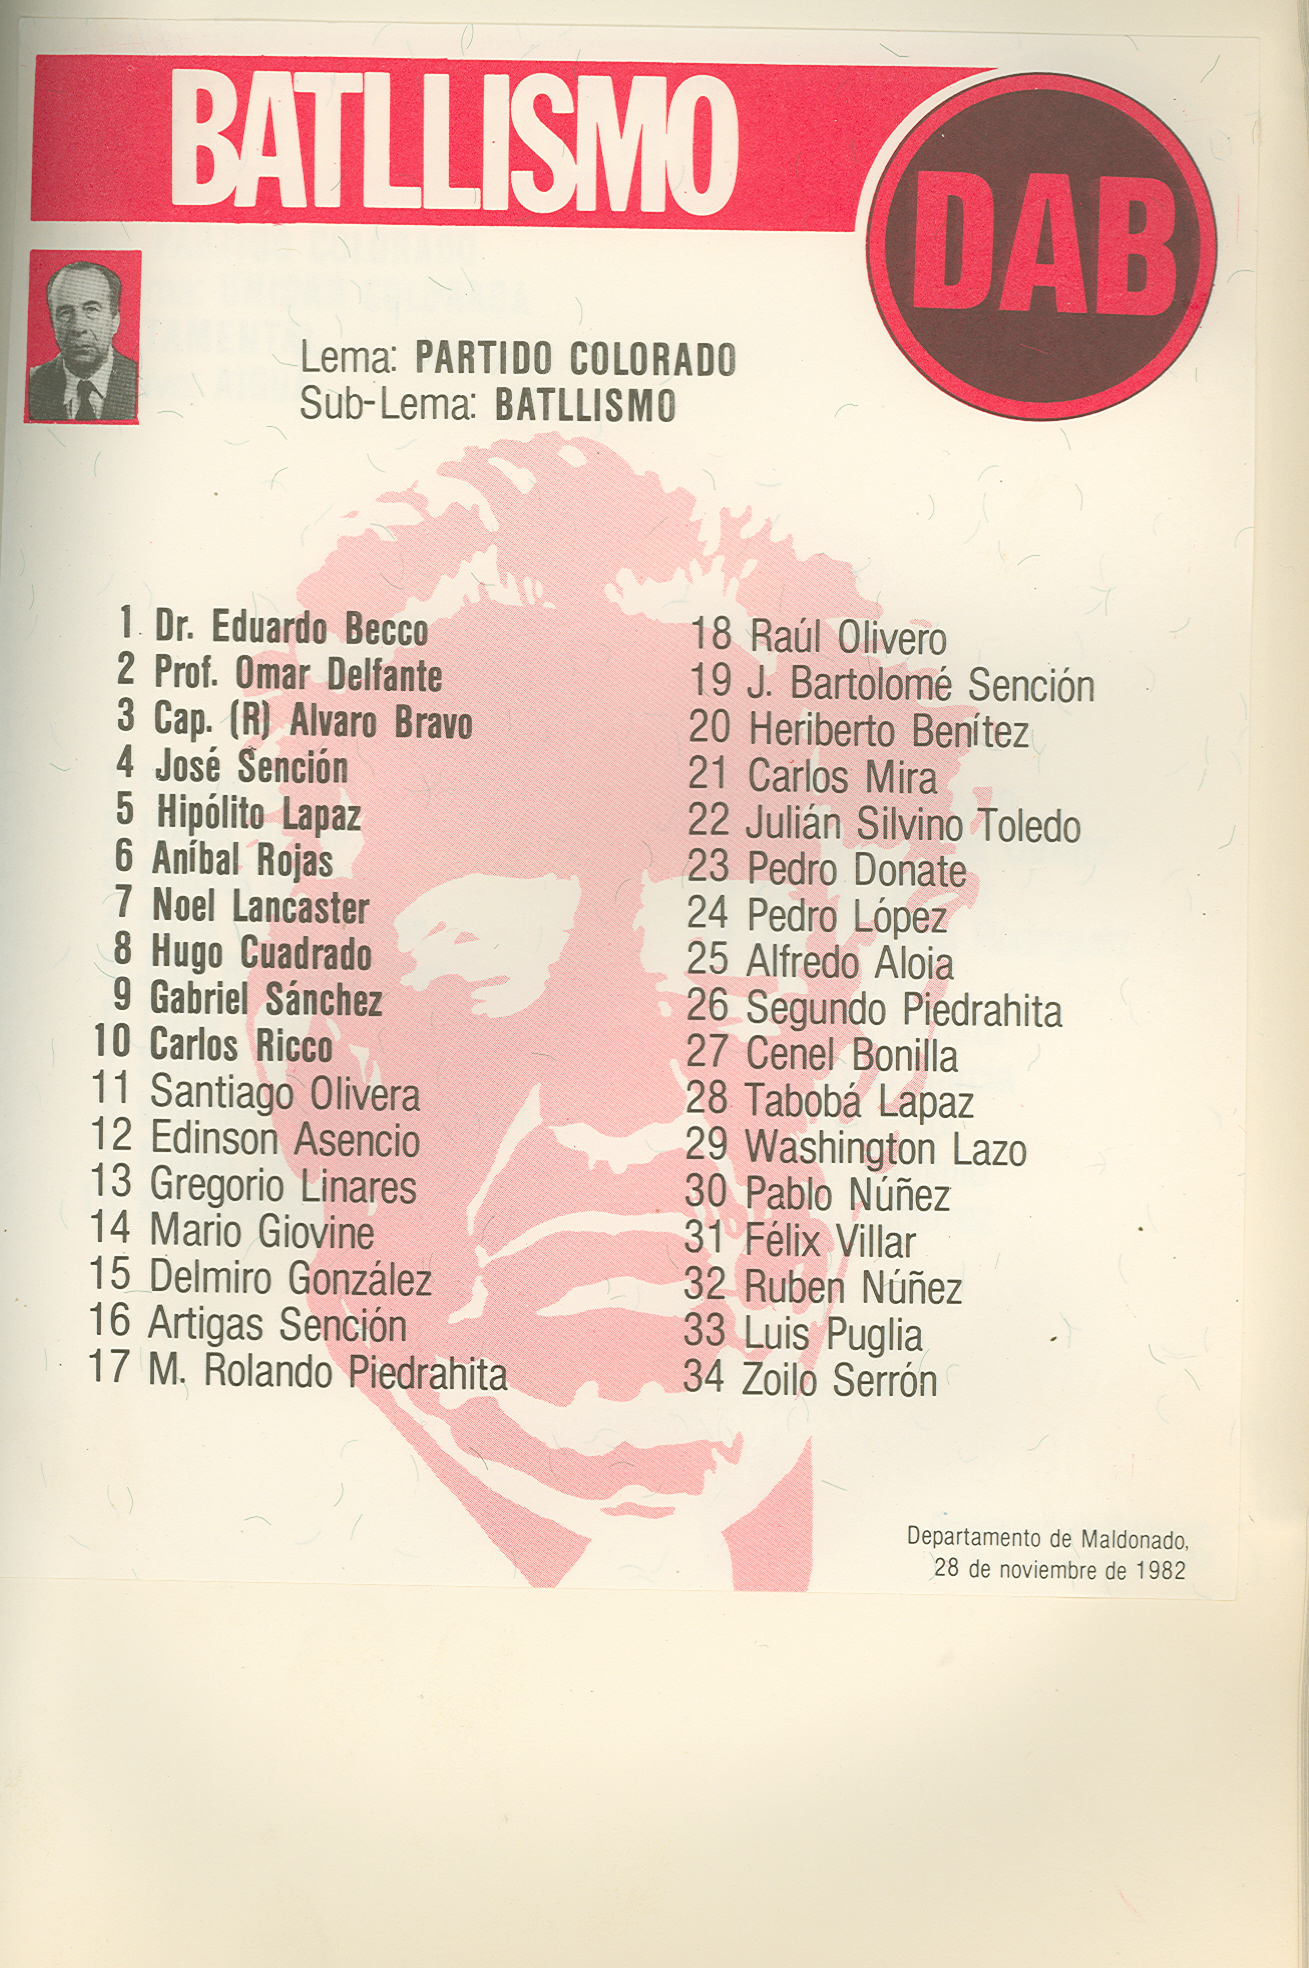 BATLLISMO
DAB
Lema: PARTIDO COLORADO
Sub-Lema: BATLLISMO
1 Dr. Eduardo Becco
2 Prof. Omar Delfante
3 Cap. (R) Alvaro Bravo
4 José Sención
5 Hipólito Lapaz
6 Aníbal Rojas
7 Noel Lancaster
8 Hugo Cuadrado
9 Gabriel Sánchez
10 Carlos Ricco
11 Santiago Olivera
12 Edinson Asencio
13 Gregorio Linares
14 Mario Giovine
15 Delmiro González
16 Artigas Sención
17 M. Rolando Piedrahita
18 Raúl Olivero
19 J. Bartolomé Sención
20 Heriberto Benítez
21 Carlos Mira
22 Julián Silvino Toledo
23 Pedro Donate
24 Pedro López
25 Alfredo Aloia
26 Segundo Piedrahita
27 Cenel Bonilla
28 Tabobá Lapaz
29 Washington Lazo
30 Pablo Núñez
31 Félix Villar
32 Ruben Núñez
33 Luis Puglia
34 Zoilo Serrón
Departamento de Maldonado,
28 de noviembre de 1982